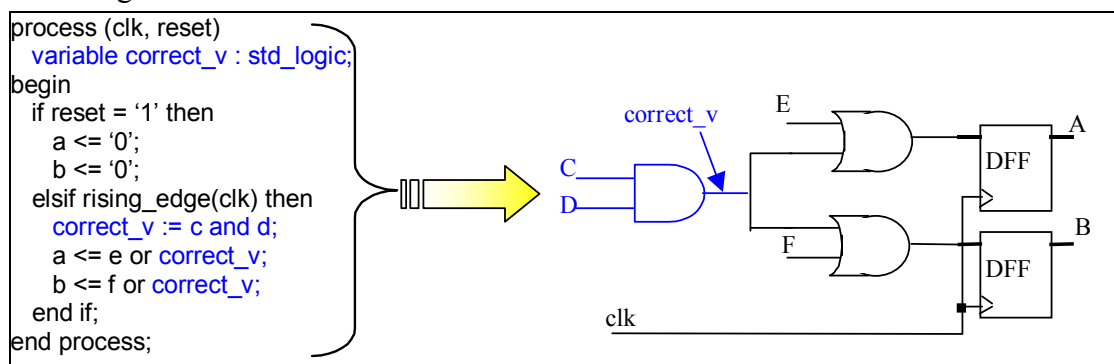 process (clk, reset)
variable correct_v : std_logic;
begin
if reset = ‘1’ then
a <= ‘0’;
b <= ‘0’;
elsif rising_edge(clk) then
correct_v := c and d;
a <= e or correct_v;
b <= f or correct_v;
end if;
end process;
correct_v
C
D
E
F
DFF
A
DFF
B
clk